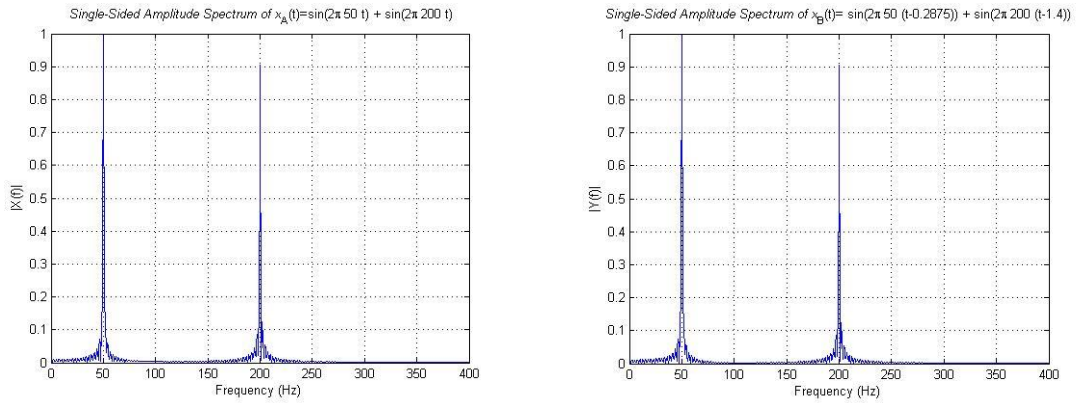 Single-Sided Amplitude Spectrum of x_A(t)=sin(2π 50 t) + sin(2π 200 t)
1
0.9
0.8
0.7
0.6
0.5
0.4
0.3
0.2
0.1
0
|X(f)|
0 50 100 150 200 250 300 350 400
Frequency (Hz)
Single-Sided Amplitude Spectrum of x_B(t)= sin(2π 50 (t-0.2875)) + sin(2π 200 (t-1.4))
1
0.9
0.8
0.7
0.6
0.5
0.4
0.3
0.2
0.1
0
|Y(f)|
0 50 100 150 200 250 300 350 400
Frequency (Hz)